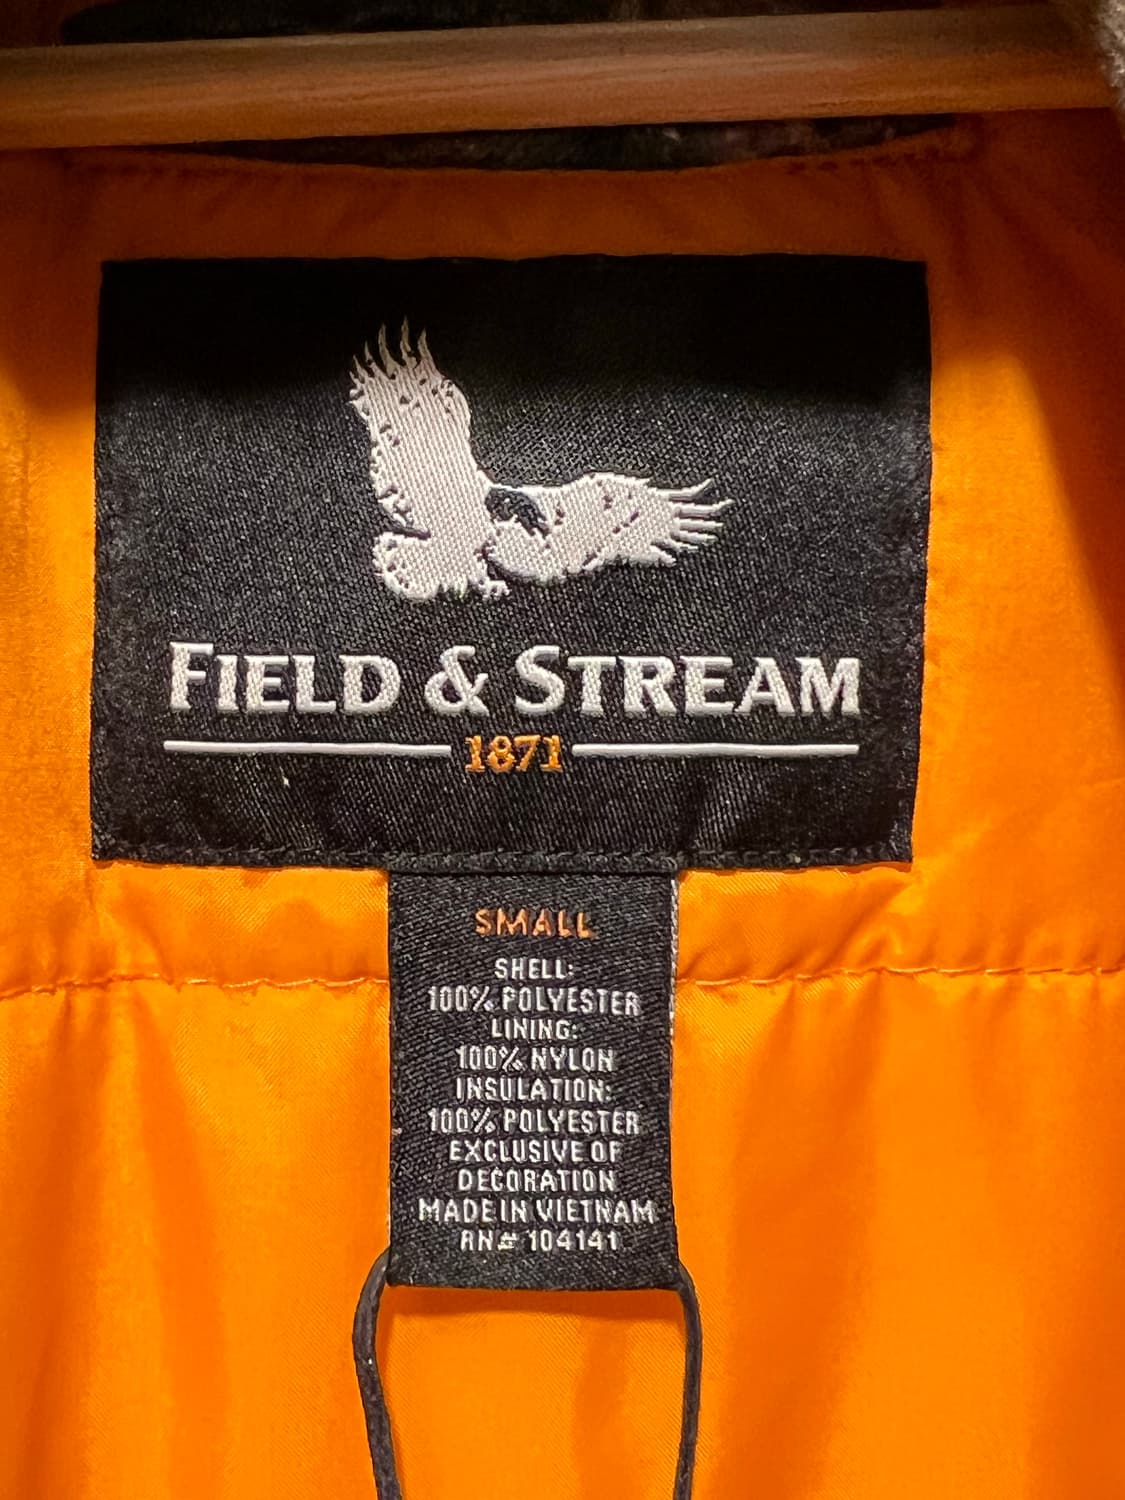 FIELD & STREAM
1871
SMALL
SHELL:
100% POLYESTER
LINING:
100% NYLON
INSULATION:
100% POLYESTER
EXCLUSIVE OF
DECORATION
MADE IN VIETNAM
RN# 104141